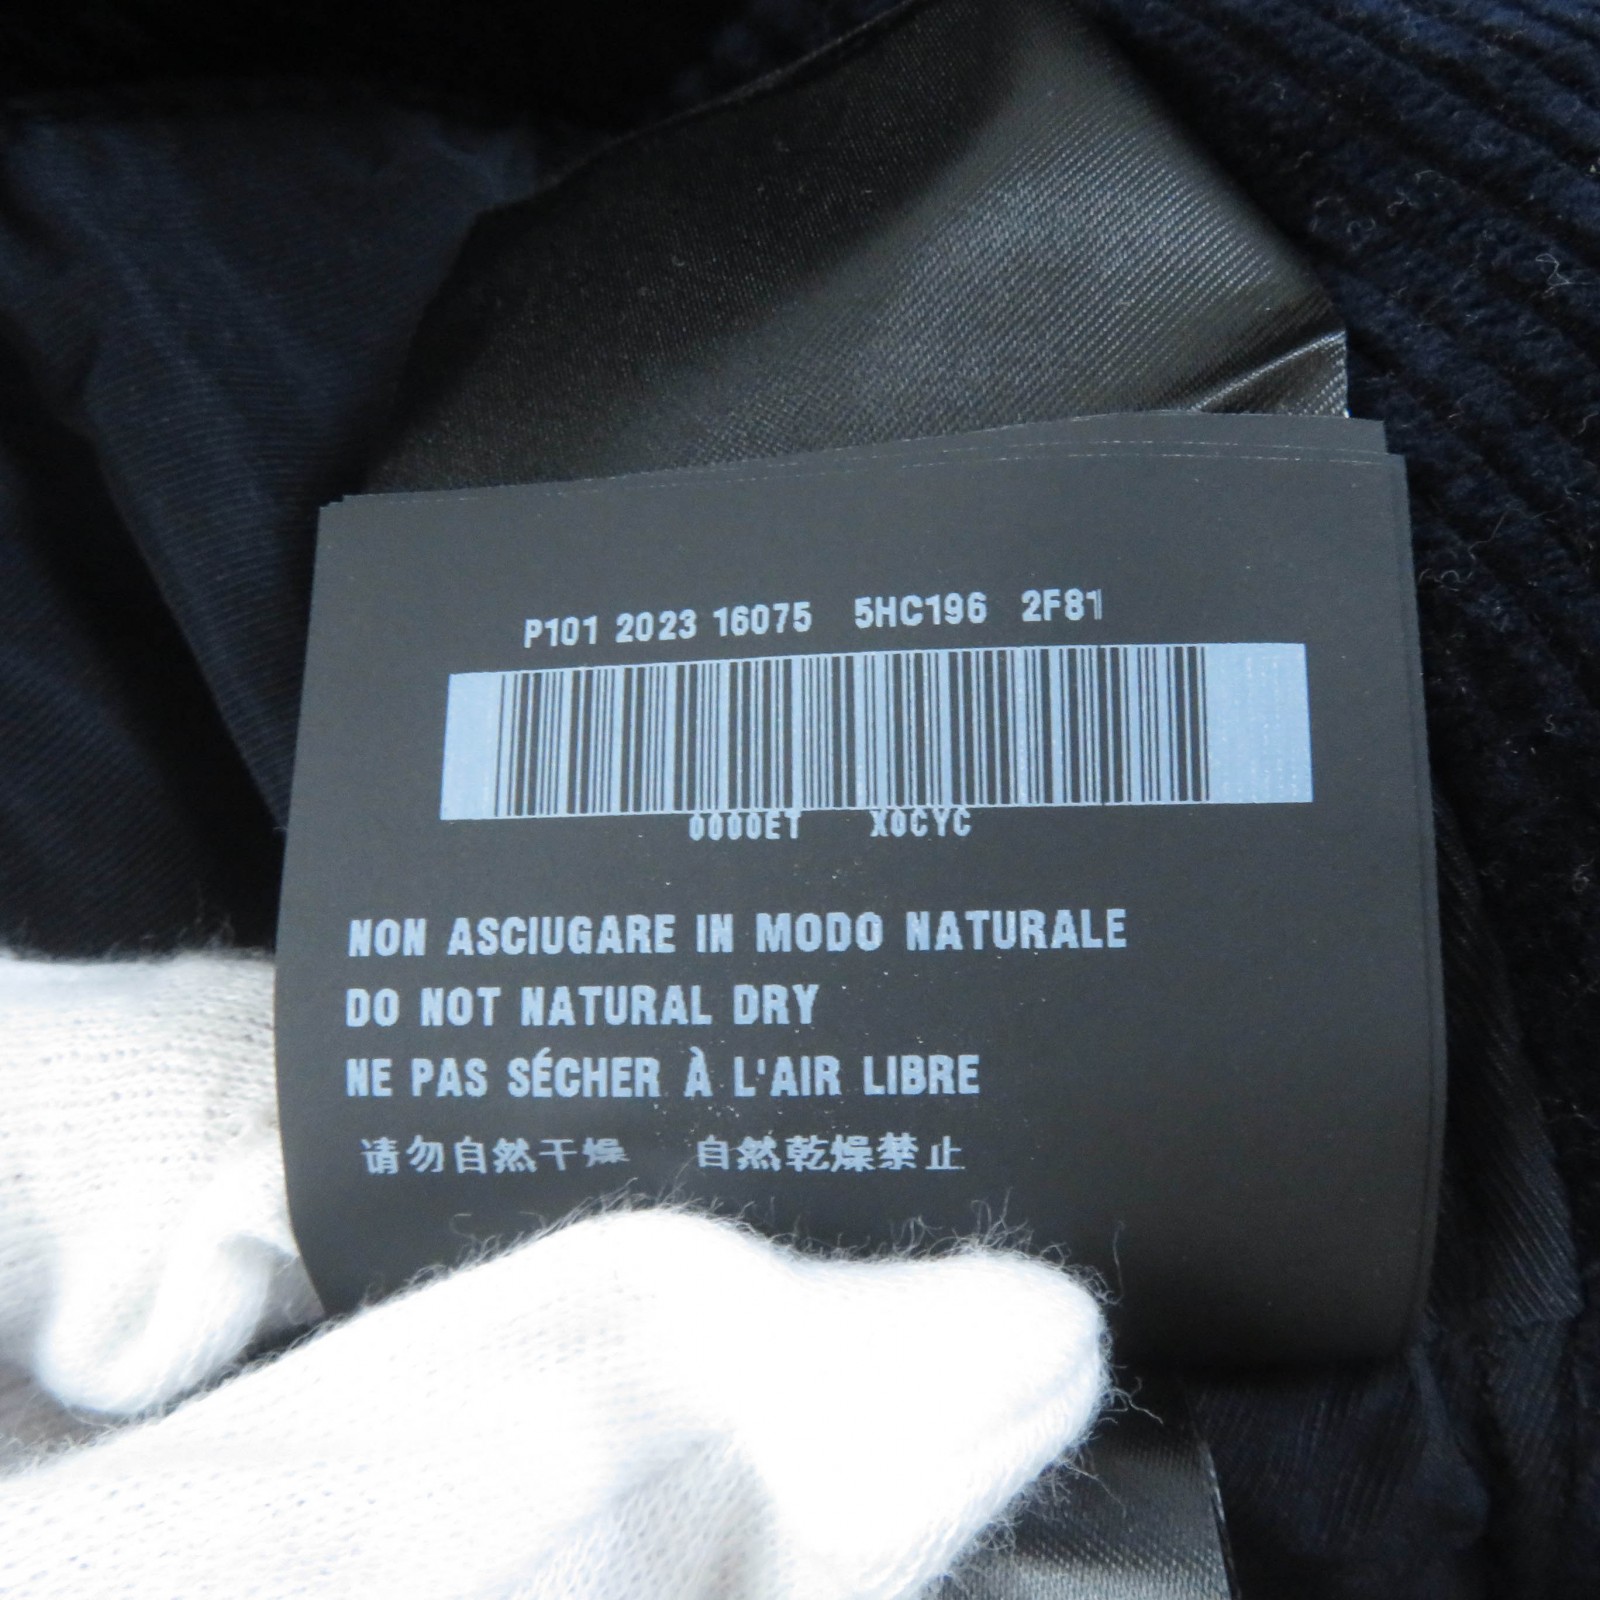 P101 2023 16075 5HC196 2F81
0000ET X0CYC
NON ASCIUGARE IN MODO NATURALE
DO NOT NATURAL DRY
NE PAS SÉCHER À L'AIR LIBRE
请勿自然干燥 自然乾燥禁止